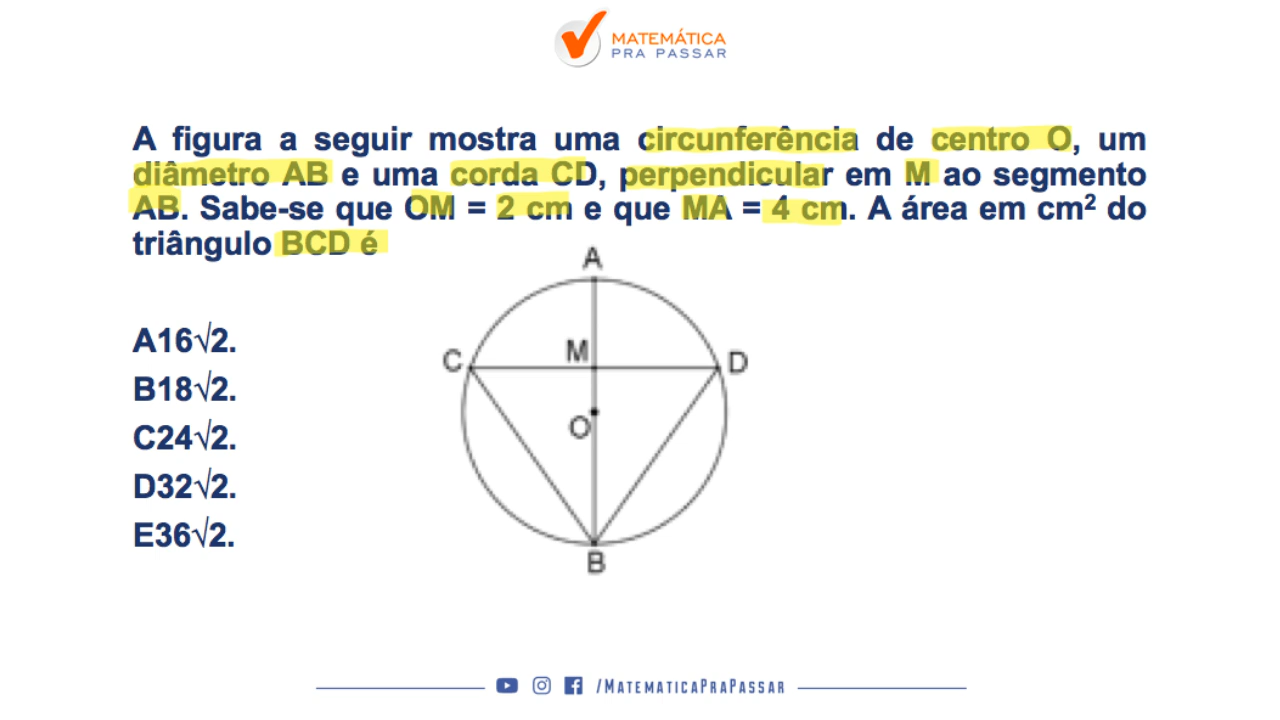 MATEMÁTICA
PRA PASSAR
A figura a seguir mostra uma circunferência de centro O, um
diâmetro AB e uma corda CD, perpendicular em M ao segmento
AB. Sabe-se que OM = 2 cm e que MA = 4 cm. A área em cm² do
triângulo BCD é
A
M
C
D
O
B
A16√2.
B18√2.
C24√2.
D32√2.
E36√2.
/MATEMATICAPRAPASSAR